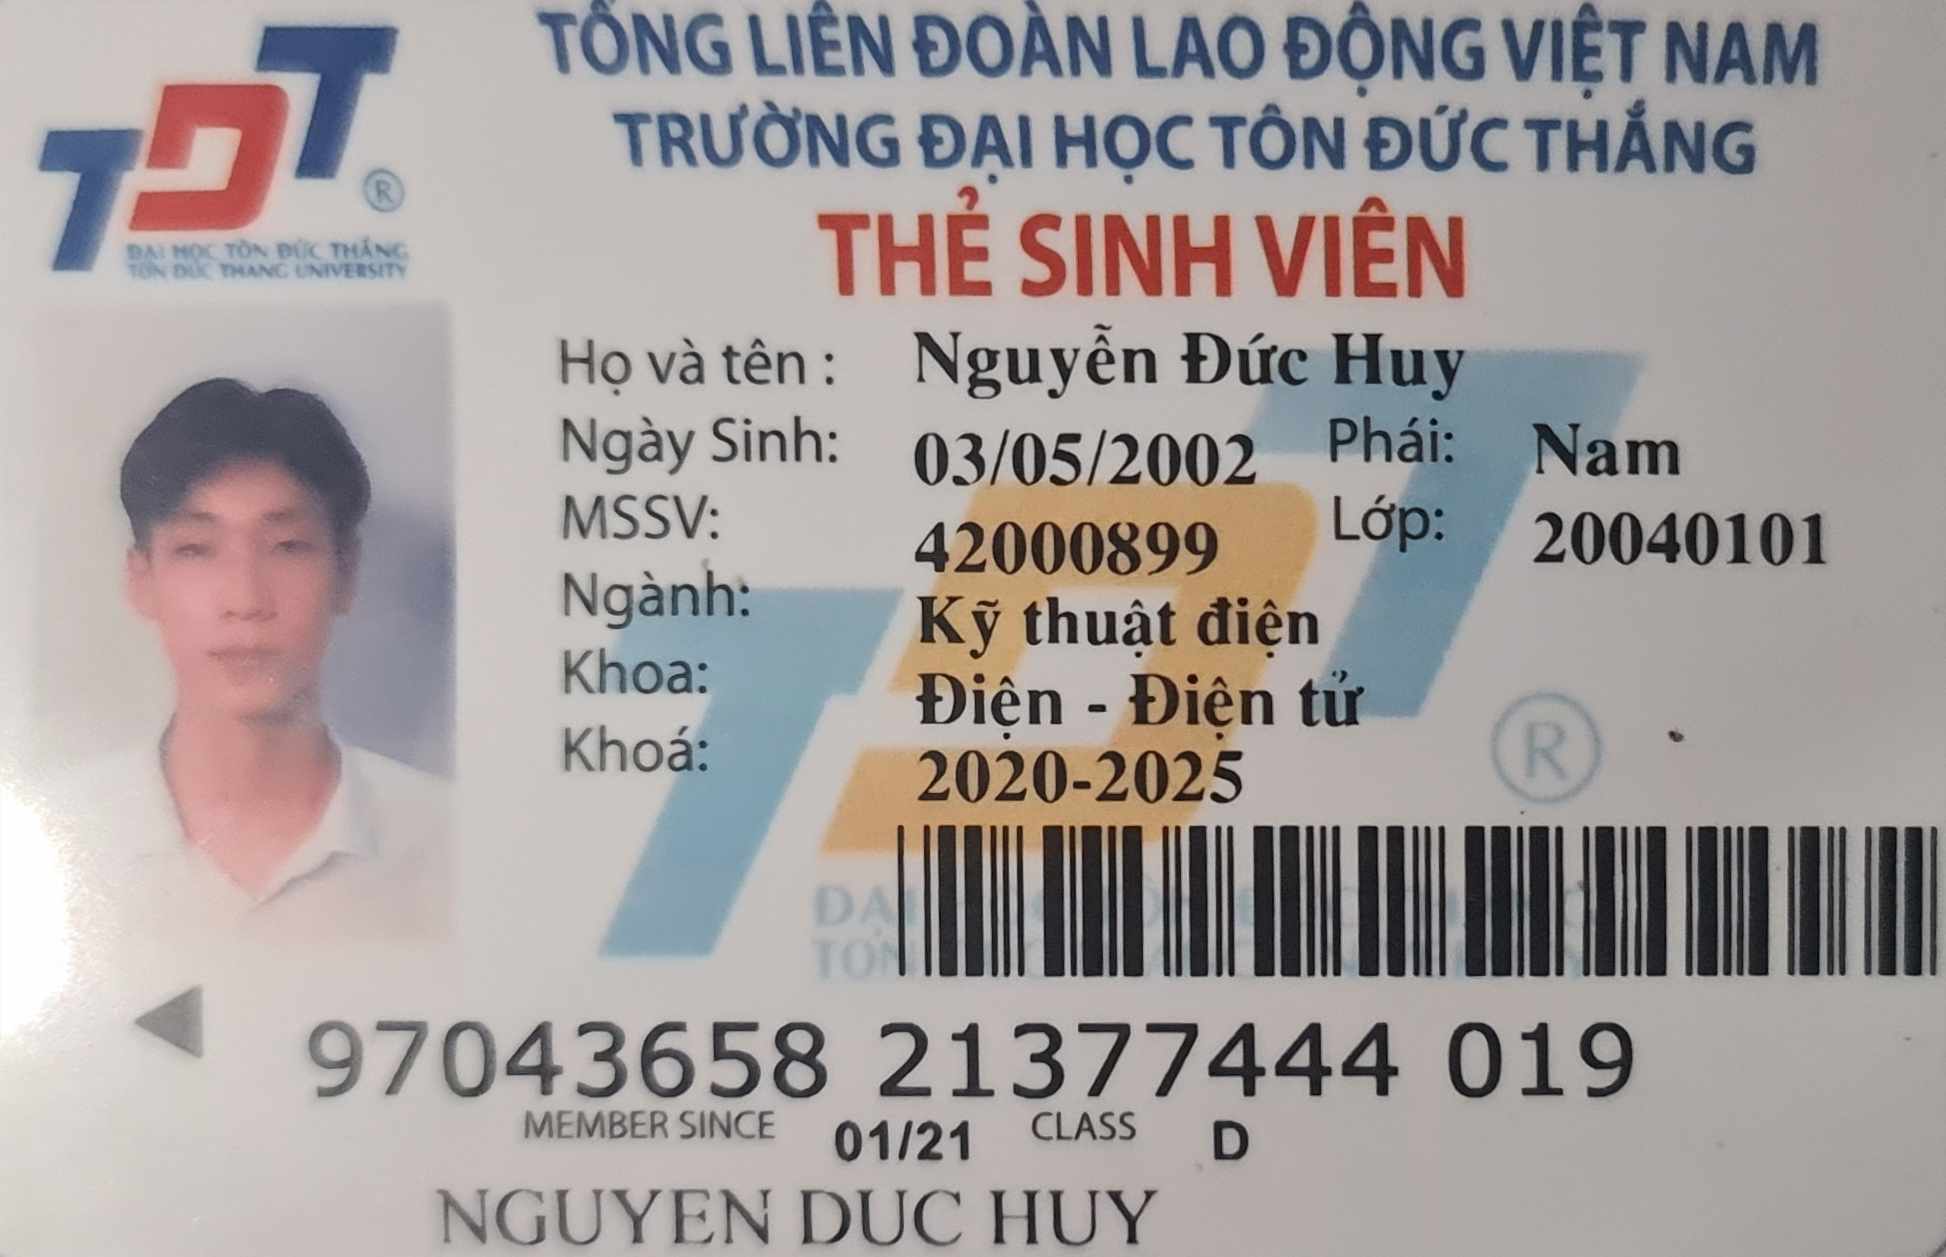 TỔNG LIÊN ĐOÀN LAO ĐỘNG VIỆT NAM
TRƯỜNG ĐẠI HỌC TÔN ĐỨC THẮNG
THẺ SINH VIÊN
TDT ®
ĐẠI HỌC TÔN ĐỨC THẮNG
TON DUC THANG UNIVERSITY
Họ và tên : Nguyễn Đức Huy
Ngày Sinh: 03/05/2002 Phái: Nam
MSSV: 42000899 Lớp: 20040101
Ngành: Kỹ thuật điện
Khoa: Điện - Điện tử
Khoá: 2020-2025
TDT ®
97043658 21377444 019
MEMBER SINCE 01/21 CLASS D
NGUYEN DUC HUY